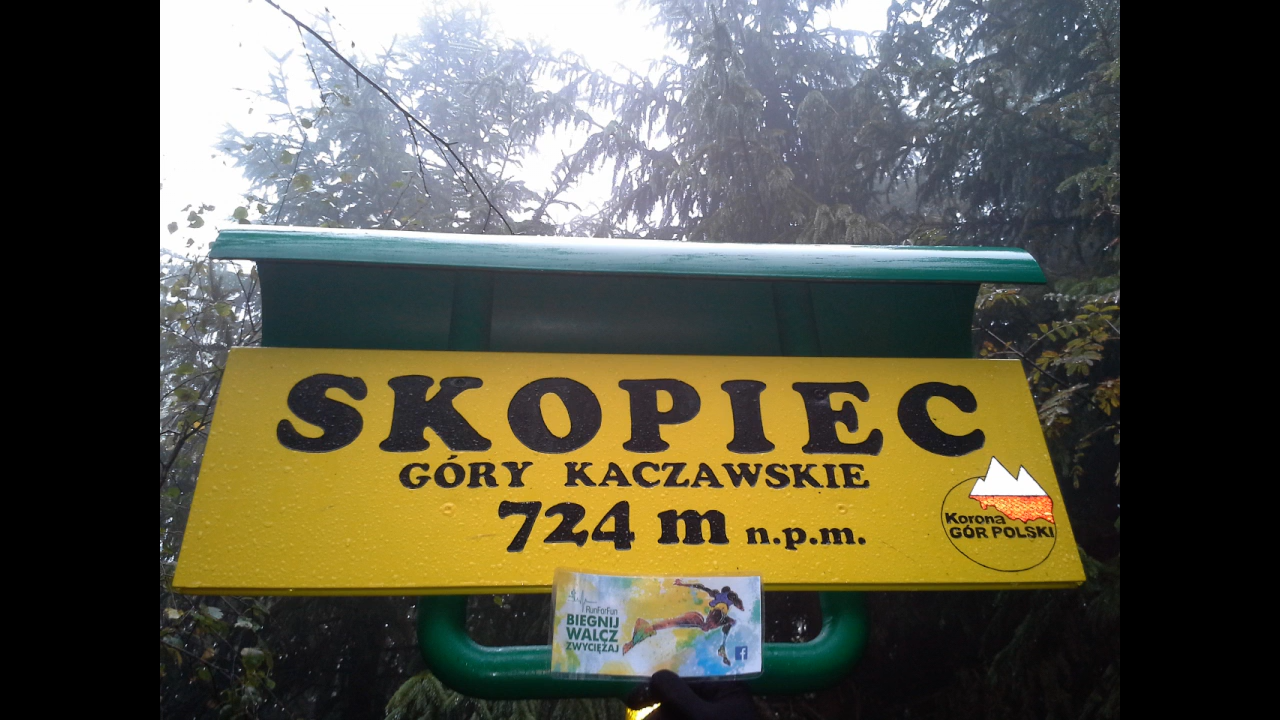 SKOPIEC
GÓRY KACZAWSKIE
724 m n.p.m.
Korona
GÓR POLSKI
RunForFun
BIEGNIJ
WALCZ
ZWYCIĘŻAJ
f